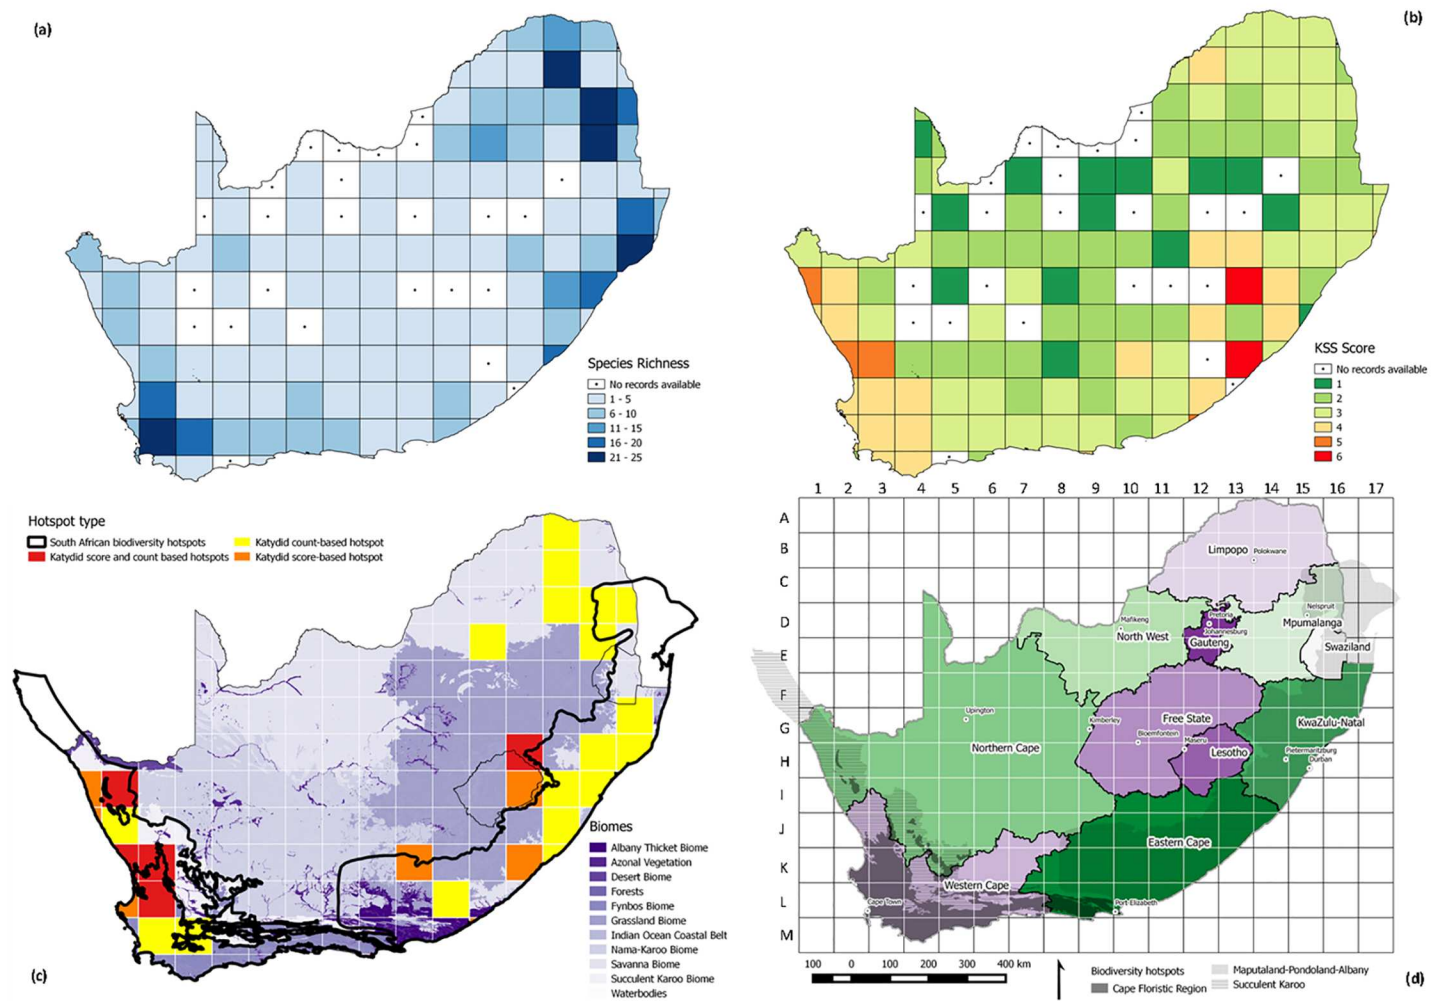 (a)
Species Richness
No records available
1 - 5
6 - 10
11 - 15
16 - 20
21 - 25
(b)
KSS Score
No records available
1
2
3
4
5
6
Hotspot type
South African biodiversity hotspots
Katydid count-based hotspot
Katydid score and count based hotspots
Katydid score-based hotspot
Biomes
Albany Thicket Biome
Azonal Vegetation
Desert Biome
Forests
Fynbos Biome
Grassland Biome
Indian Ocean Coastal Belt
Nama-Karoo Biome
Savanna Biome
Succulent Karoo Biome
Waterbodies
(c)
1 2 3 4 5 6 7 8 9 10 11 12 13 14 15 16 17
A
B
C
D
E
F
G
H
I
J
K
L
M
Limpopo
Polokwane
Nelspruit
Mafikeng
North West
Pretoria
Johannesburg
Gauteng
Mpumalanga
Swaziland
Upington
Kimberley
Free State
KwaZulu-Natal
Northern Cape
Bloemfontein
Maseru
Lesotho
Pietermaritzburg
Durban
Eastern Cape
Western Cape
Cape Town
Port Elizabeth
100 0 100 200 300 400 km
Biodiversity hotspots
Cape Floristic Region
Maputaland-Pondoland-Albany
Succulent Karoo
(d)